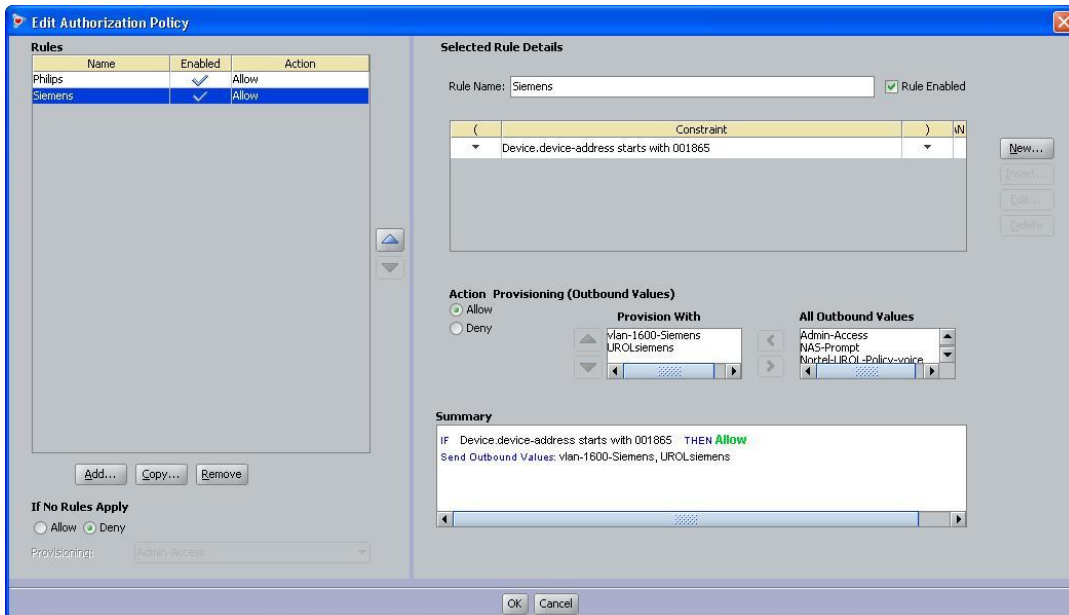 Edit Authorization Policy
Rules
Name Enabled Action
Philips Allow
Siemens Allow
Add... Copy... Remove
If No Rules Apply
Allow Deny
Provisioning: Admin-Access
Selected Rule Details
Rule Name: Siemens Rule Enabled
( Constraint )
Device.device-address starts with 001865
New...
Insert...
Edit...
Delete
Action Provisioning (Outbound Values)
Allow
Deny
Provision With
vlan-1600-Siemens
UROLsiemens
All Outbound Values
Admin-Access
NAS-Prompt
Nortel-UROL-Policy-voice
Summary
IF Device.device-address starts with 001865 THEN Allow
Send Outbound Values: vlan-1600-Siemens, UROLsiemens
OK Cancel